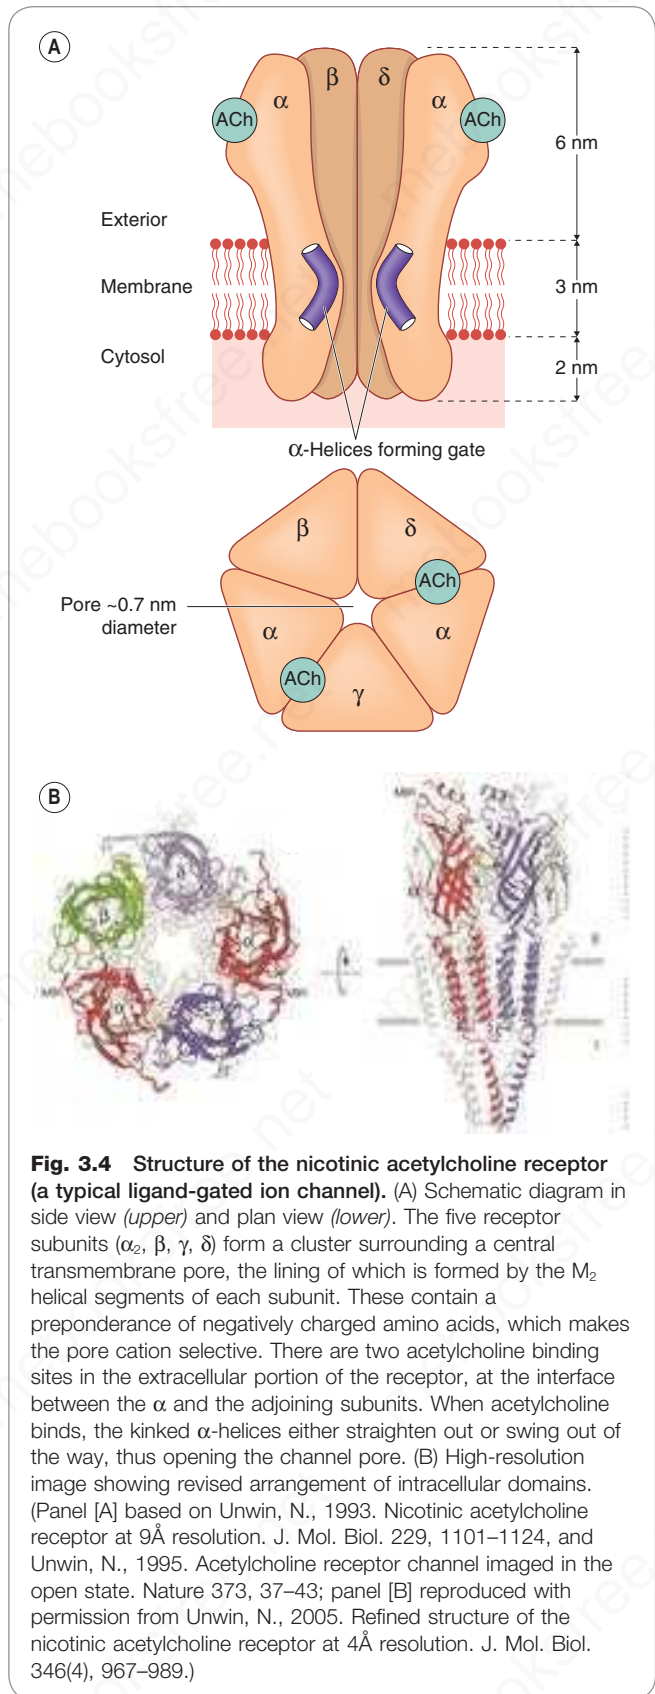 A
β
δ
α
α
ACh
ACh
6 nm
Exterior
Membrane
3 nm
Cytosol
2 nm
α-Helices forming gate
β
δ
ACh
Pore ~0.7 nm
diameter
α
α
ACh
γ
B
δ
β
α
α
γ
Fig. 3.4 Structure of the nicotinic acetylcholine receptor
(a typical ligand-gated ion channel). (A) Schematic diagram in
side view (upper) and plan view (lower). The five receptor
subunits (α₂, β, γ, δ) form a cluster surrounding a central
transmembrane pore, the lining of which is formed by the M₂
helical segments of each subunit. These contain a
preponderance of negatively charged amino acids, which makes
the pore cation selective. There are two acetylcholine binding
sites in the extracellular portion of the receptor, at the interface
between the α and the adjoining subunits. When acetylcholine
binds, the kinked α-helices either straighten out or swing out of
the way, thus opening the channel pore. (B) High-resolution
image showing revised arrangement of intracellular domains.
(Panel [A] based on Unwin, N., 1993. Nicotinic acetylcholine
receptor at 9Å resolution. J. Mol. Biol. 229, 1101–1124, and
Unwin, N., 1995. Acetylcholine receptor channel imaged in the
open state. Nature 373, 37–43; panel [B] reproduced with
permission from Unwin, N., 2005. Refined structure of the
nicotinic acetylcholine receptor at 4Å resolution. J. Mol. Biol.
346(4), 967–989.)